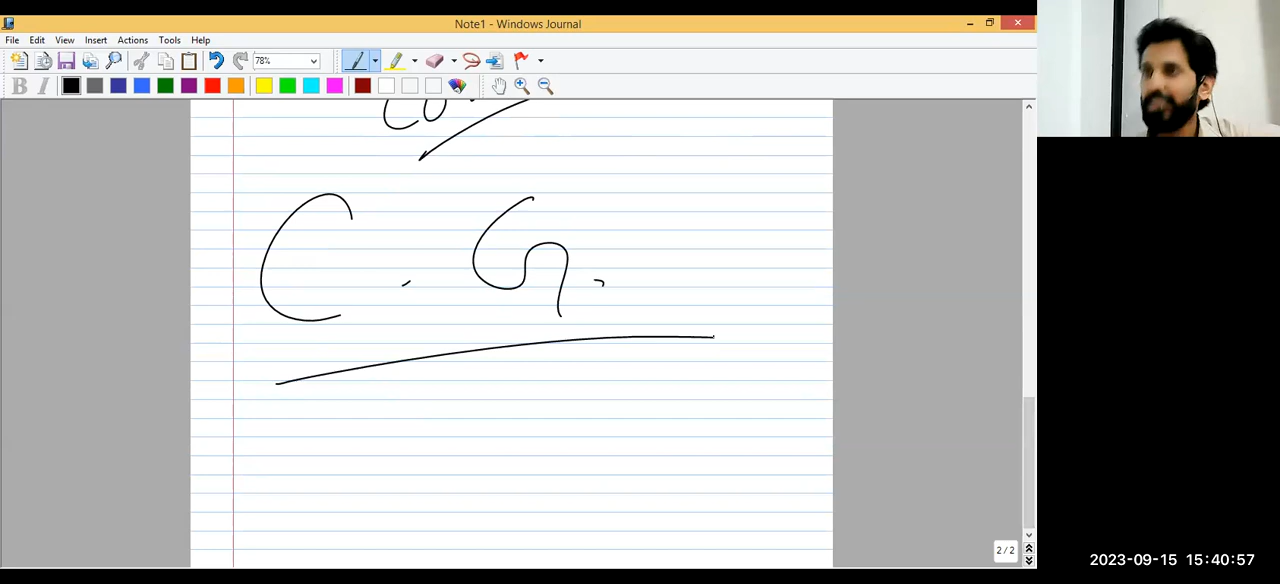 Note1 - Windows Journal
File Edit View Insert Actions Tools Help
78%
B I
Co
C. G.
2 / 2
2023-09-15 15:40:57